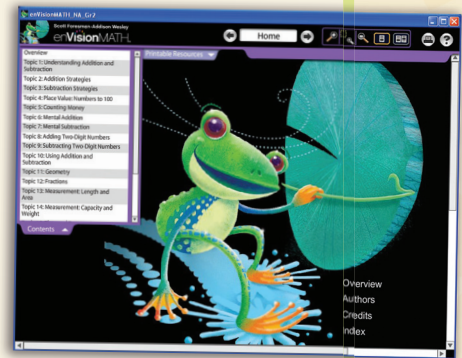 enVisionMATH_NA_Gr2
Scott Foresman-Addison Wesley
enVisionMATH
Home
Printable Resources
Overview
Topic 1: Understanding Addition and
Subtraction
Topic 2: Addition Strategies
Topic 3: Subtraction Strategies
Topic 4: Place Value: Numbers to 100
Topic 5: Counting Money
Topic 6: Mental Addition
Topic 7: Mental Subtraction
Topic 8: Adding Two-Digit Numbers
Topic 9: Subtracting Two-Digit Numbers
Topic 10: Using Addition and
Subtraction
Topic 11: Geometry
Topic 12: Fractions
Topic 13: Measurement: Length and
Area
Topic 14: Measurement: Capacity and
Weight
Contents
Overview
Authors
Credits
Index